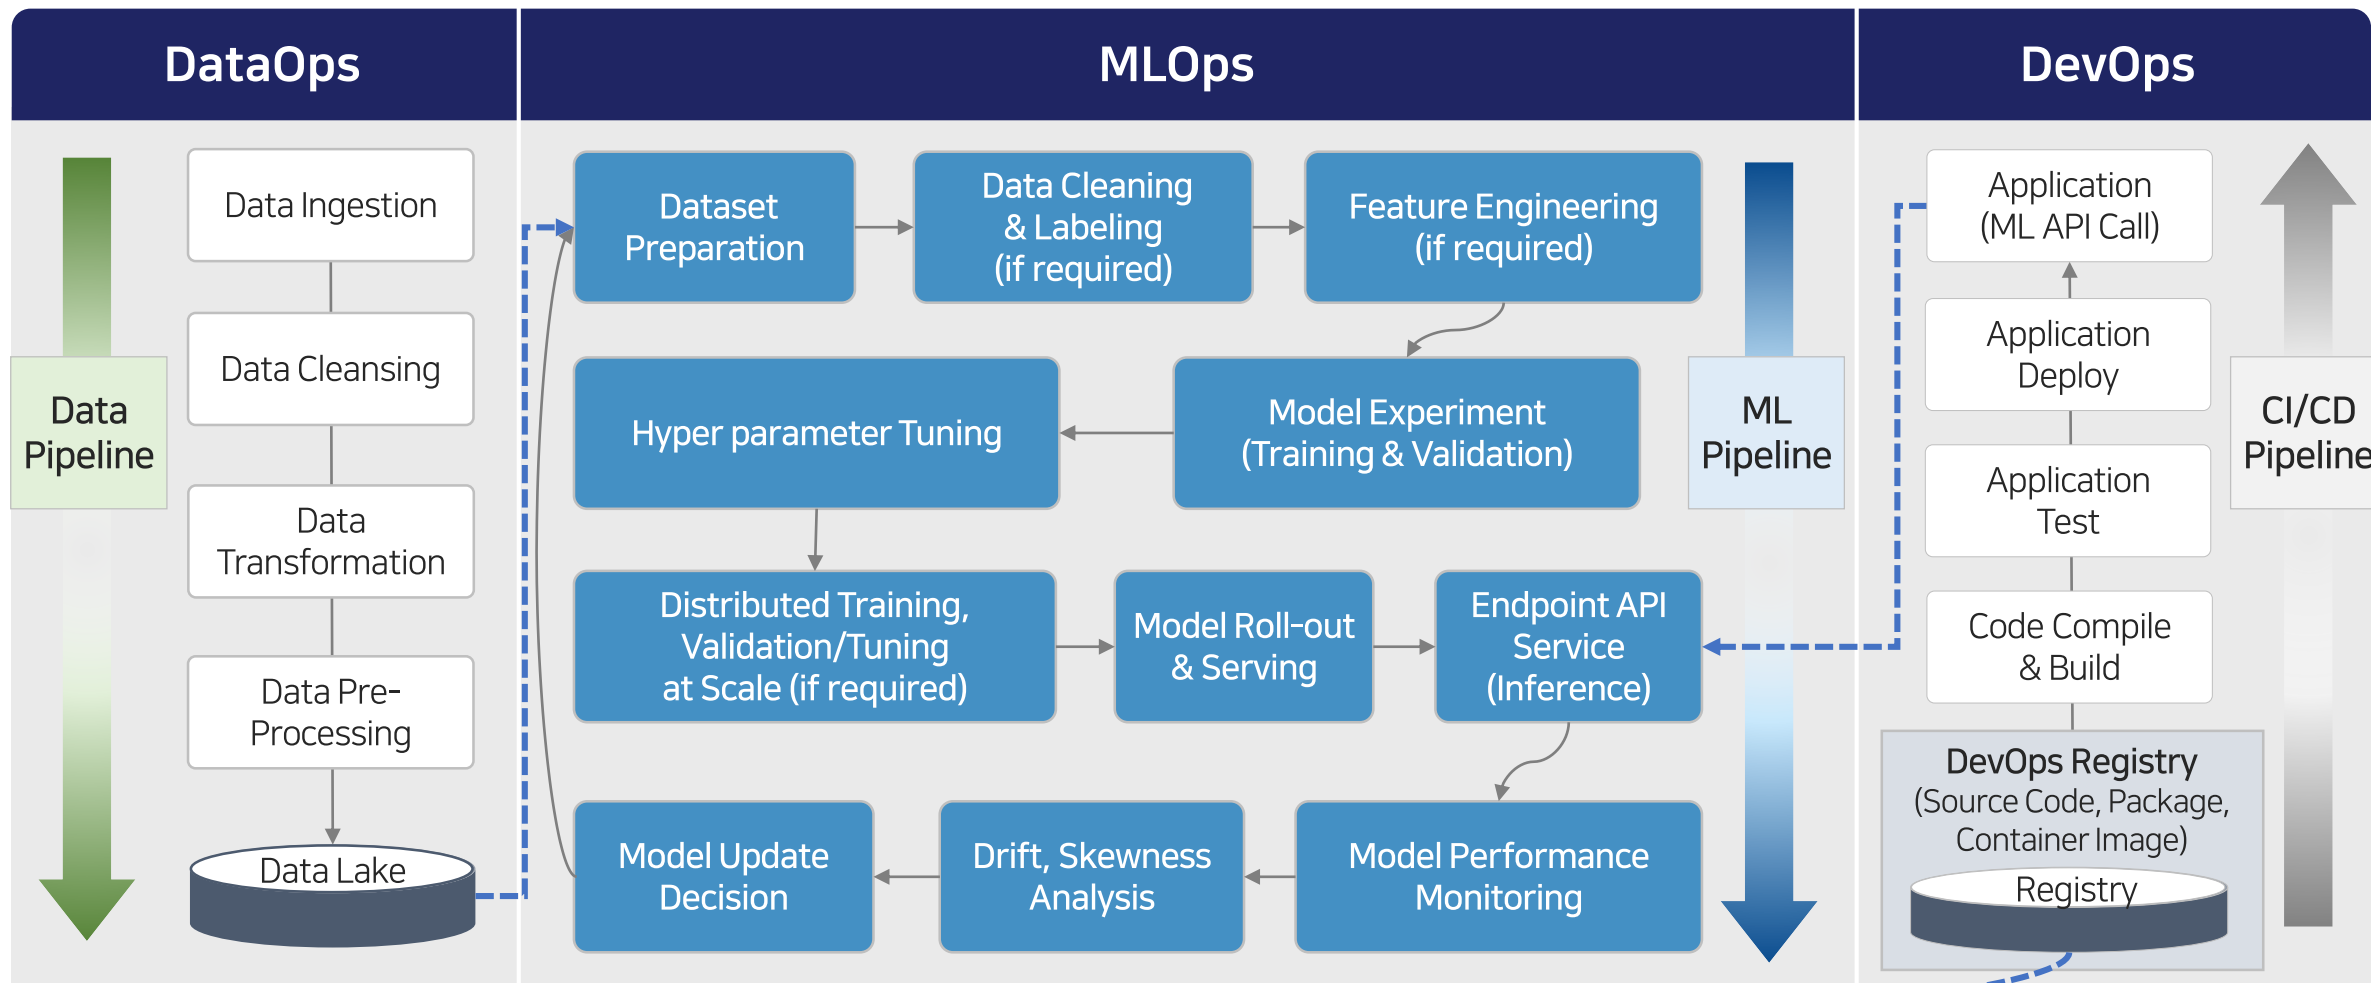 DataOps
MLOps
DevOps
Data Ingestion
Data Cleansing
Data
Transformation
Data Pre-
Processing
Data Lake
Data
Pipeline
Dataset
Preparation
Data Cleaning
& Labeling
(if required)
Feature Engineering
(if required)
Hyper parameter Tuning
Model Experiment
(Training & Validation)
Distributed Training,
Validation/Tuning
at Scale (if required)
Model Roll-out
& Serving
Endpoint API
Service
(Inference)
Model Update
Decision
Drift, Skewness
Analysis
Model Performance
Monitoring
ML
Pipeline
Application
(ML API Call)
Application
Deploy
Application
Test
Code Compile
& Build
DevOps Registry
(Source Code, Package,
Container Image)
Registry
CI/CD
Pipeline